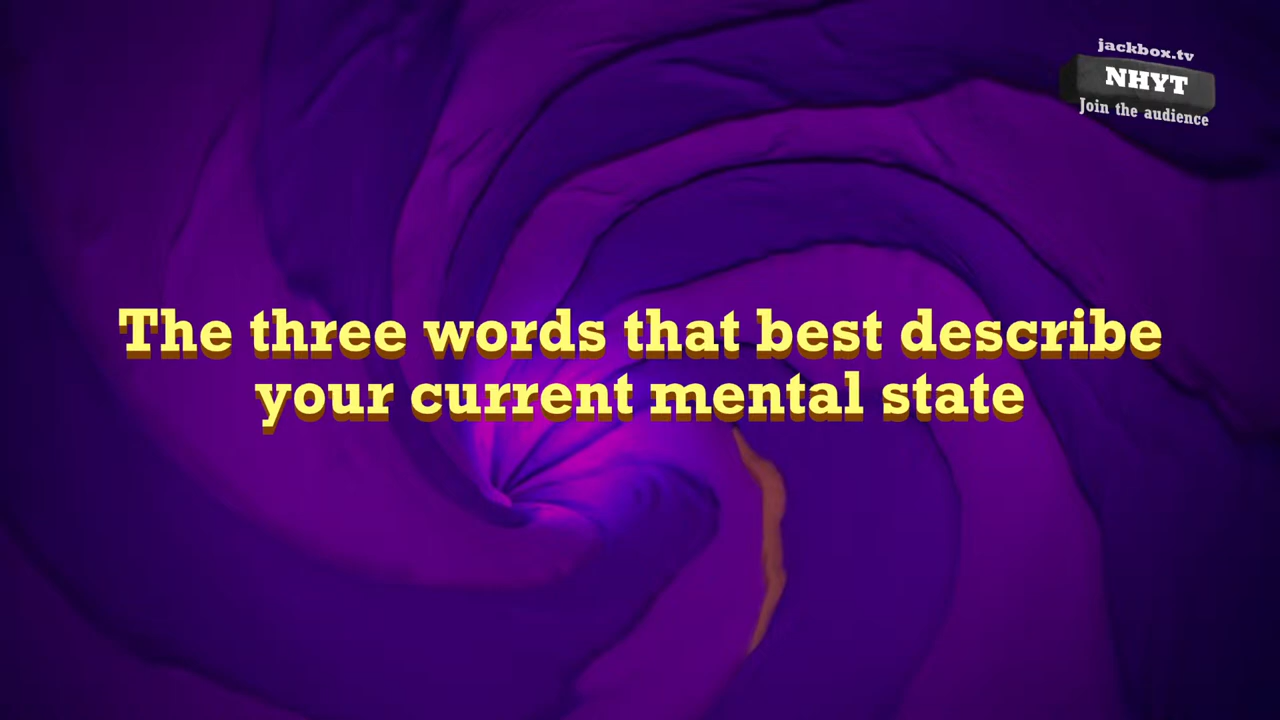 jackbox.tv
NHYT
Join the audience
The three words that best describe
your current mental state